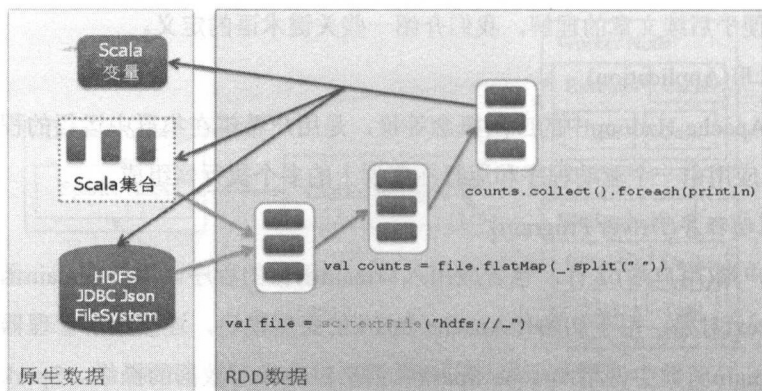 Scala
变量
Scala集合
HDFS
JDBC Json
FileSystem
原生数据
counts.collect().foreach(println)
val counts = file.flatMap(_.split(" "))
val file = sc.textFile("hdfs://…")
RDD数据